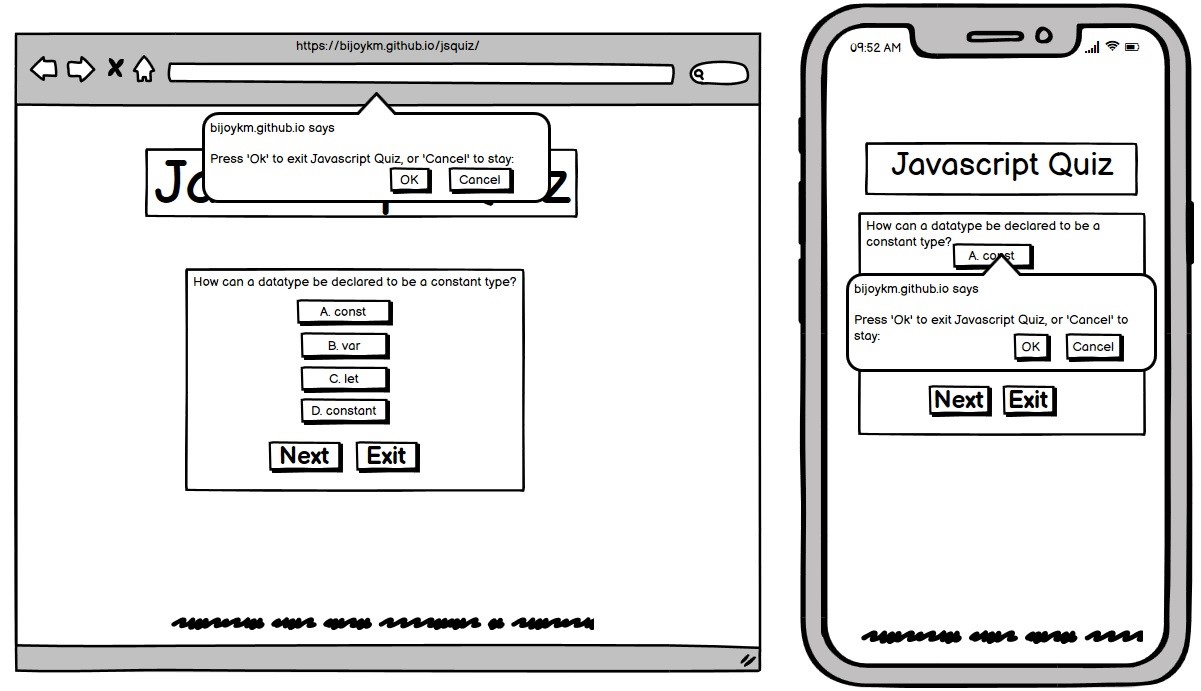 https://bijoykm.github.io/jsquiz/
bijoykm.github.io says
Press 'Ok' to exit Javascript Quiz, or 'Cancel' to stay:
OK Cancel
How can a datatype be declared to be a constant type?
A. const
B. var
C. let
D. constant
Next Exit
09:52 AM
Javascript Quiz
How can a datatype be declared to be a
constant type?
A. const
bijoykm.github.io says
Press 'Ok' to exit Javascript Quiz, or 'Cancel' to
stay:
OK Cancel
Next Exit